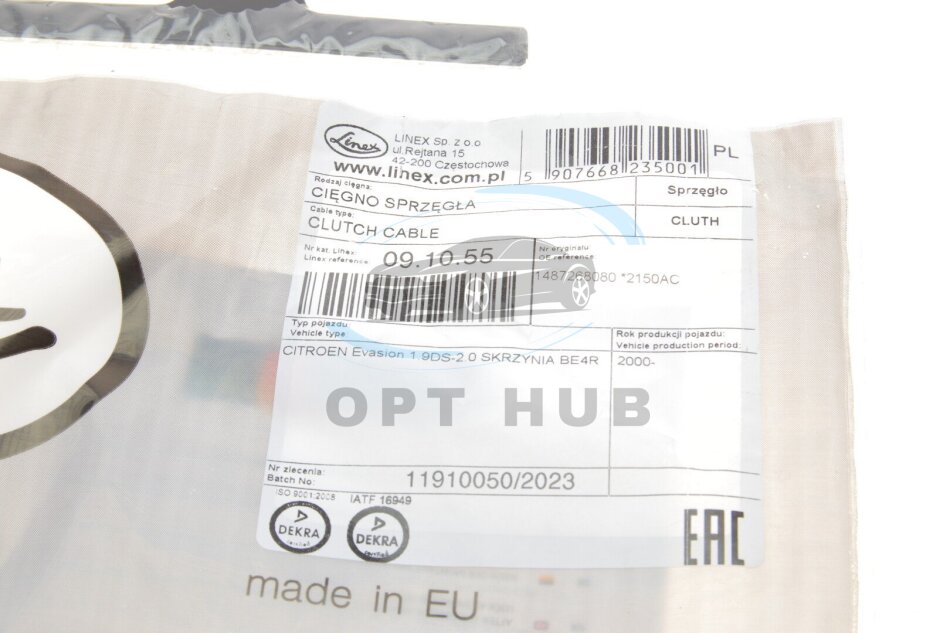 Linex
LINEX Sp. z o.o
ul.Rejtana 15
42-200 Częstochowa
www.linex.com.pl
5 907668 235001
PL
Rodzaj cięgna:
CIĘGNO SPRZĘGŁA
Sprzęgło
Cable type:
CLUTCH CABLE
CLUTH
Nr kat. Linex:
Linex reference:
09.10.55
Nr oryginału
OE reference
1487268080 *2150AC
Typ pojazdu
Vehicle type
Rok produkcji pojazdu:
Vehicle production period:
CITROEN Evasion 1.9DS-2.0 SKRZYNIA BE4R
2000-
OPT HUB
Nr zlecenia:
Batch No:
11910050/2023
ISO 9001:2008
IATF 16949
DEKRA
DEKRA
EAC
made in EU